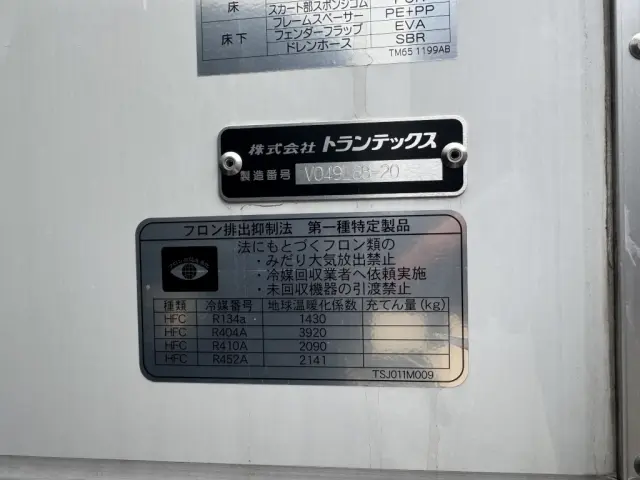 床 スカート部スポンジゴム
フレームスペーサー PE+PP
床下 フェンダーフラップ EVA
ドレンホース SBR
TM65 1199AB
株式会社 トランテックス
製造番号
フロン排出抑制法 第一種特定製品
法にもとづくフロン類の
・みだり大気放出禁止
・冷媒回収業者へ依頼実施
・未回収機器の引渡禁止
種類 冷媒番号 地球温暖化係数 充てん量(kg)
HFC R134a 1430
HFC R404A 3920
HFC R410A 2090
HFC R452A 2141
TSJ011M009